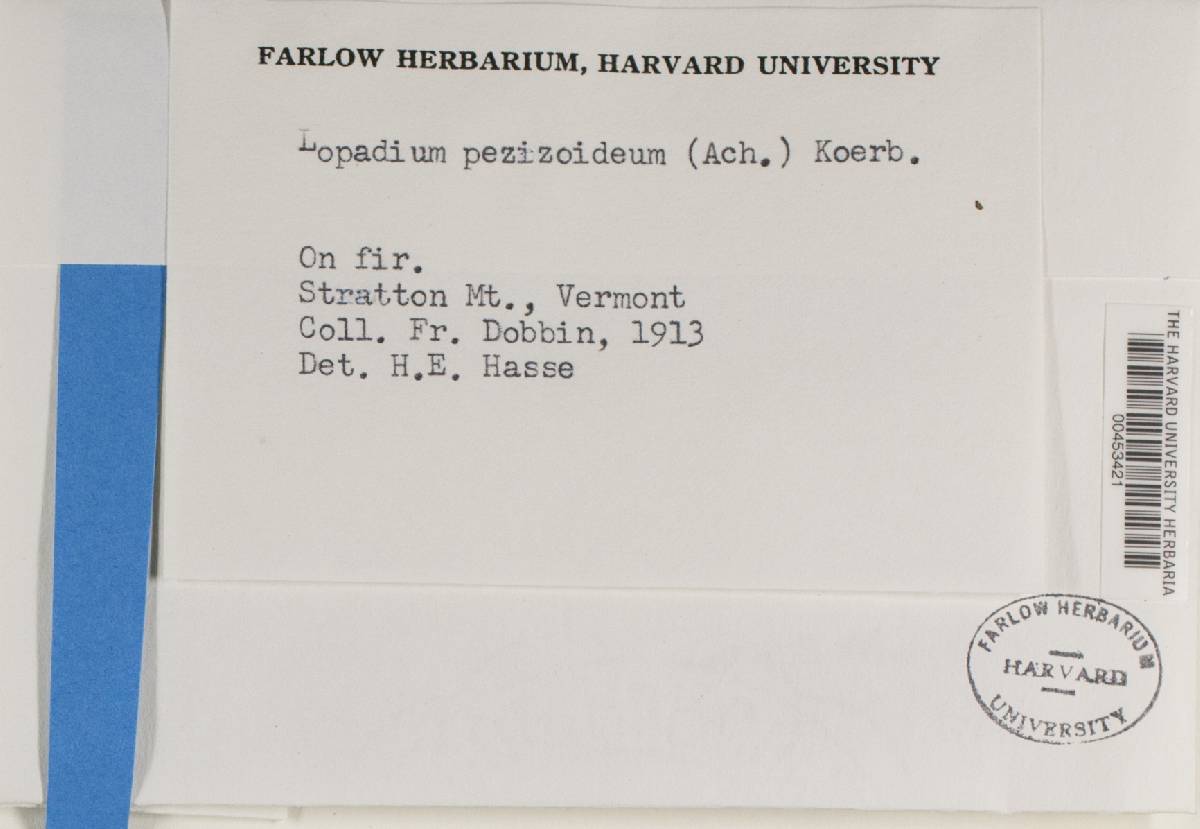 FARLOW HERBARIUM, HARVARD UNIVERSITY
Lopadium pezizoideum (Ach.) Koerb.
On fir.
Stratton Mt., Vermont
Coll. Fr. Dobbin, 1913
Det. H.E. Hasse
THE HARVARD UNIVERSITY HERBARIA
00453421
FARLOW HERBARIUM
HARVARD
UNIVERSITY